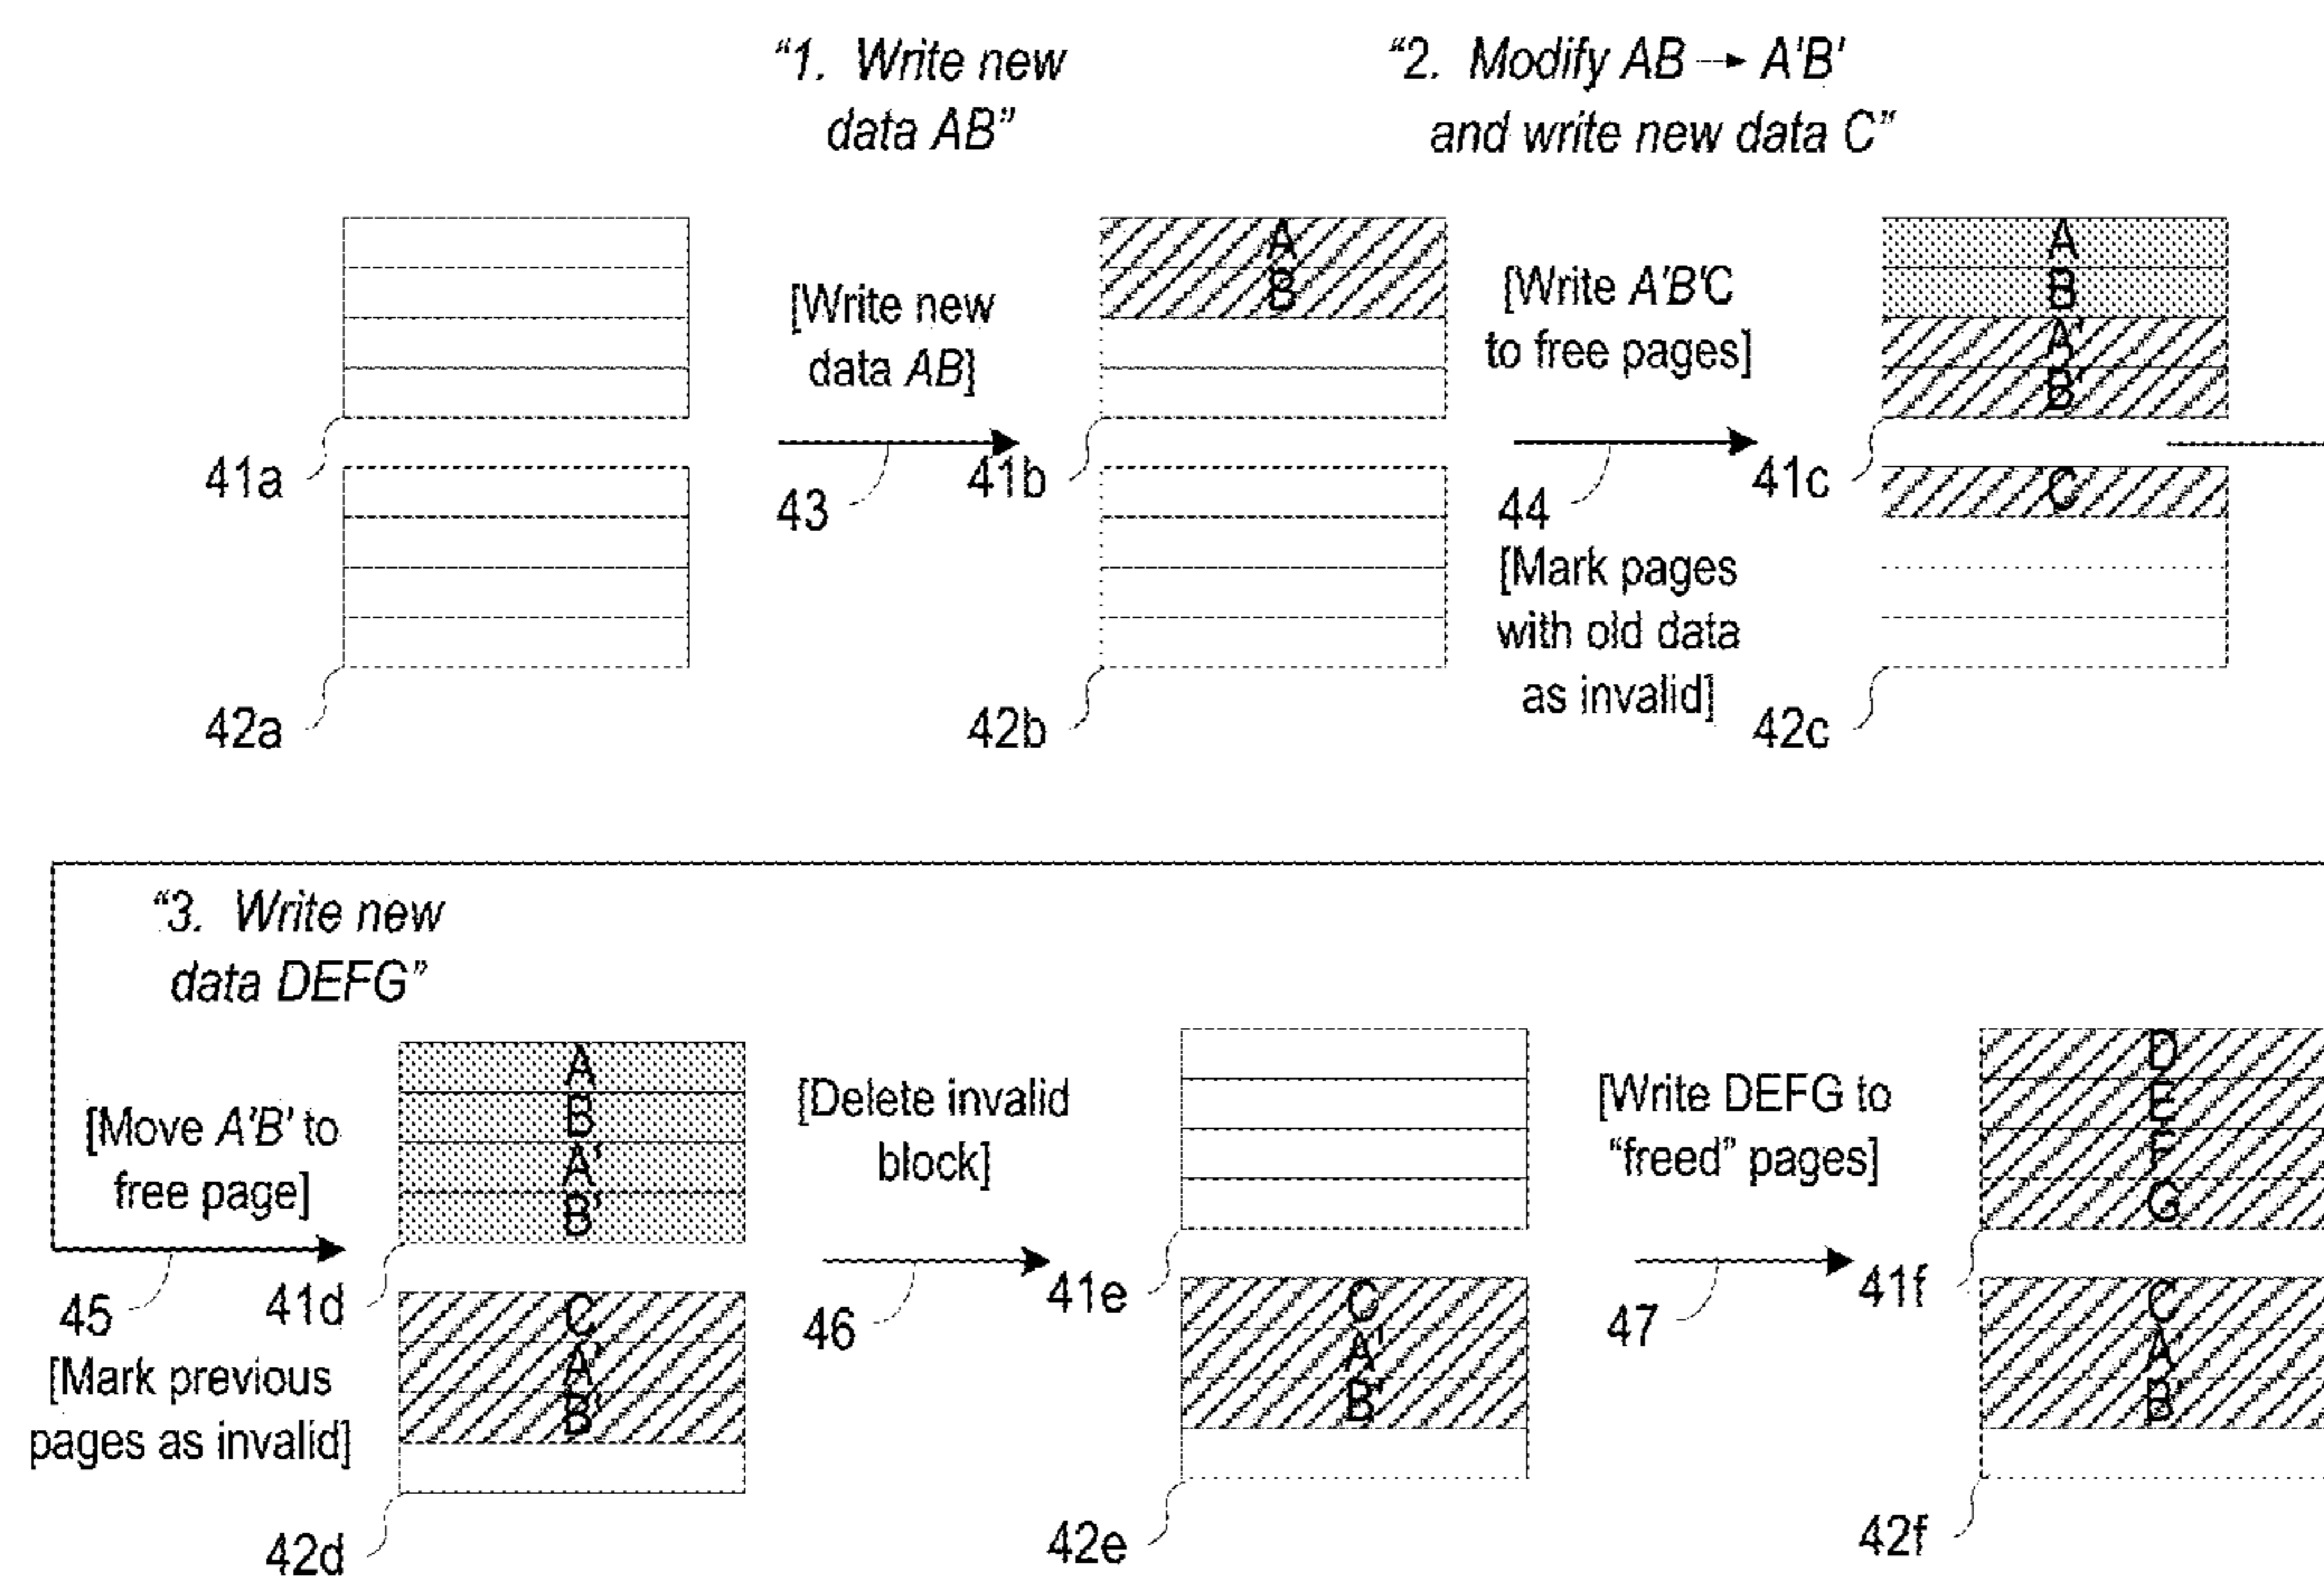 “1. Write new
data AB”
“2. Modify AB → A'B'
and write new data C”
[Write new
data AB]
43
[Write A'B'C
to free pages]
44
[Mark pages
with old data
as invalid]
41a
42a
A
B
41b
42b
A
B
A'
B'
41c
C
42c
“3. Write new
data DEFG”
[Move A'B' to
free page]
45
[Mark previous
pages as invalid]
A
B
A'
B'
41d
C
A'
B'
42d
[Delete invalid
block]
46
41e
C
A'
B'
42e
[Write DEFG to
“freed” pages]
47
D
E
F
G
41f
C
A'
B'
42f